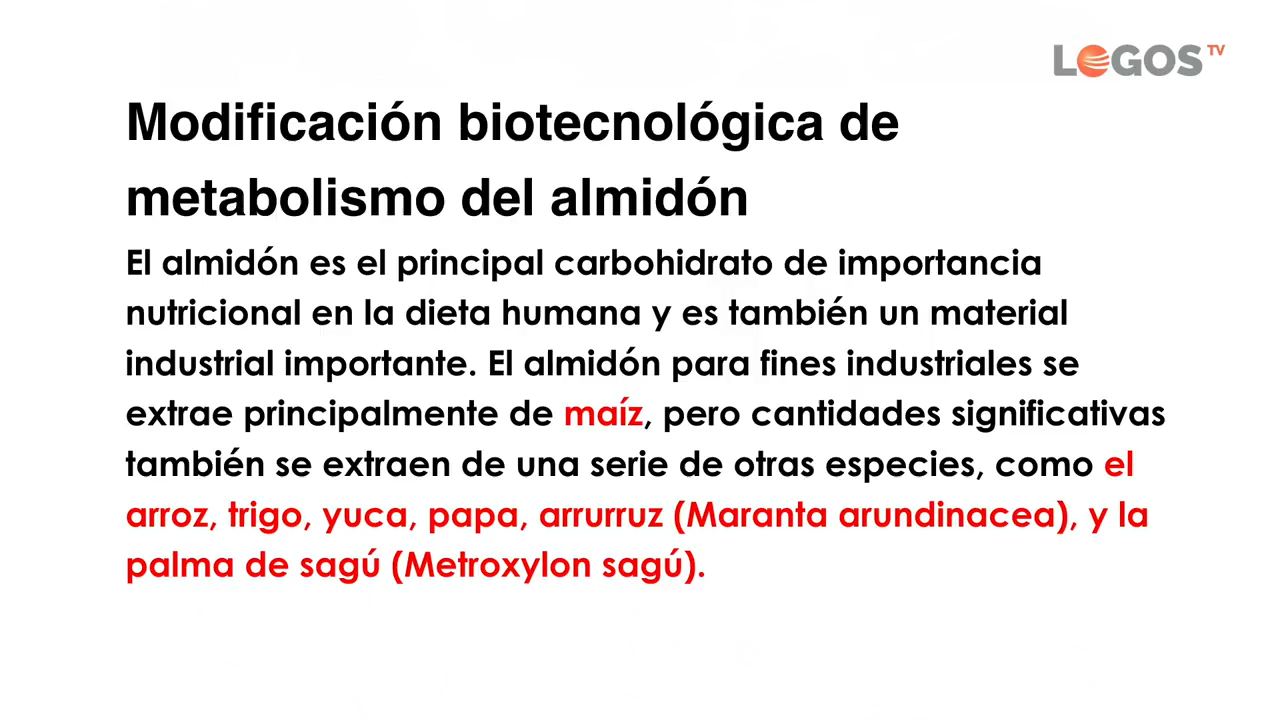 LOGOS TV
Modificación biotecnológica de
metabolismo del almidón
El almidón es el principal carbohidrato de importancia
nutricional en la dieta humana y es también un material
industrial importante. El almidón para fines industriales se
extrae principalmente de maíz, pero cantidades significativas
también se extraen de una serie de otras especies, como el
arroz, trigo, yuca, papa, arrurruz (Maranta arundinacea), y la
palma de sagú (Metroxylon sagú).